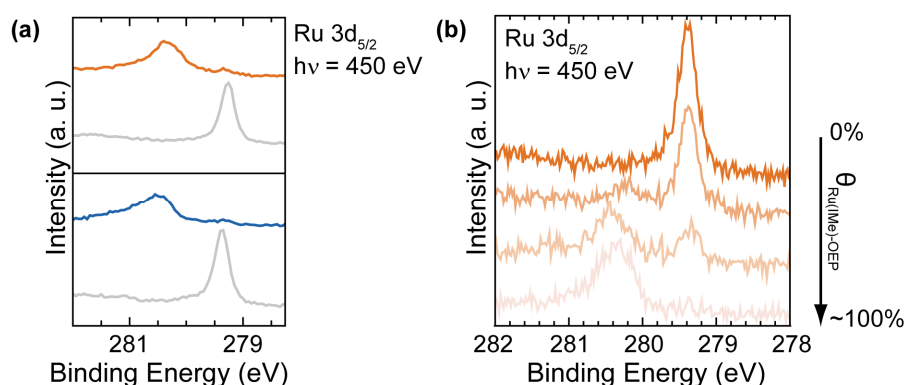 (a)
Ru 3d5/2
hν = 450 eV
Intensity (a. u.)
281
279
Binding Energy (eV)
(b)
Ru 3d5/2
hν = 450 eV
Intensity (a. u.)
282
281
280
279
278
Binding Energy (eV)
0%
θRu(IMe)-OEP
~100%